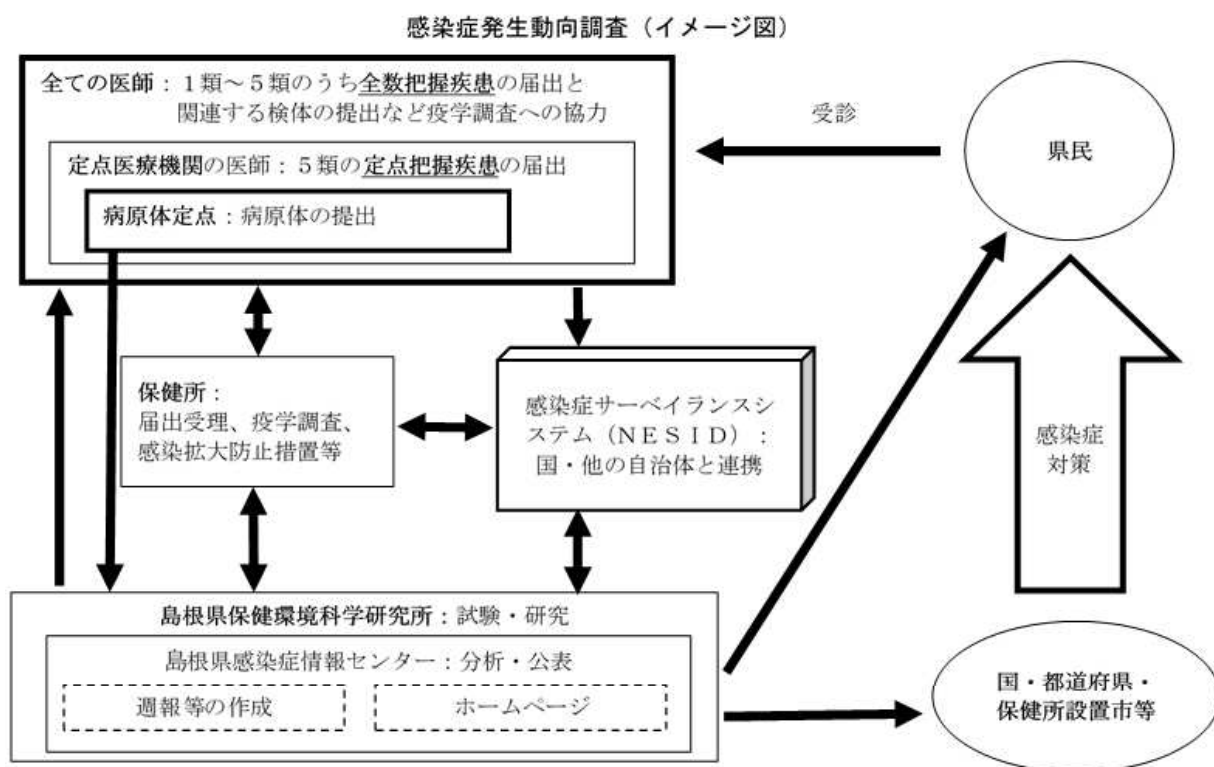 感染症発生動向調査（イメージ図）
全ての医師：１類～５類のうち全数把握疾患の届出と
関連する検体の提出など疫学調査への協力
定点医療機関の医師：５類の定点把握疾患の届出
病原体定点：病原体の提出
受診
県民
保健所：
届出受理、疫学調査、
感染拡大防止措置等
感染症サーベイランスシ
ステム（ＮＥＳＩＤ）：
国・他の自治体と連携
感染症
対策
島根県保健環境科学研究所：試験・研究
島根県感染症情報センター：分析・公表
週報等の作成
ホームページ
国・都道府県・
保健所設置市等